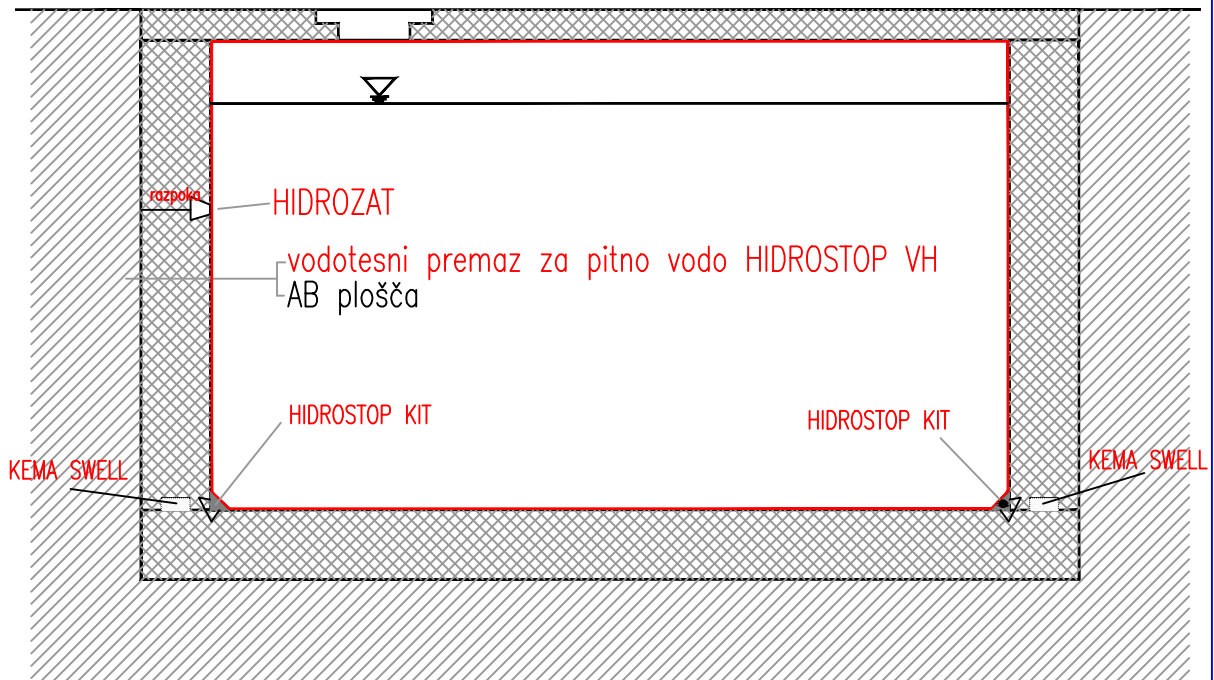 razpoka
HIDROZAT
vodotesni premaz za pitno vodo HIDROSTOP VH
AB plošča
HIDROSTOP KIT
HIDROSTOP KIT
KEMA SWELL
KEMA SWELL